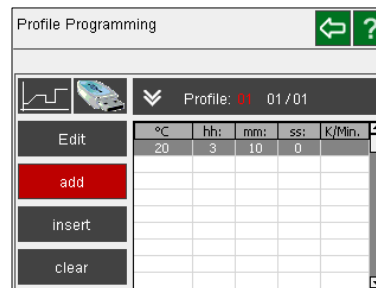 Profile Programming
?
Profile: 01 01/01
Edit
°C hh: mm: ss: K/Min.
20 3 10 0
add
insert
clear